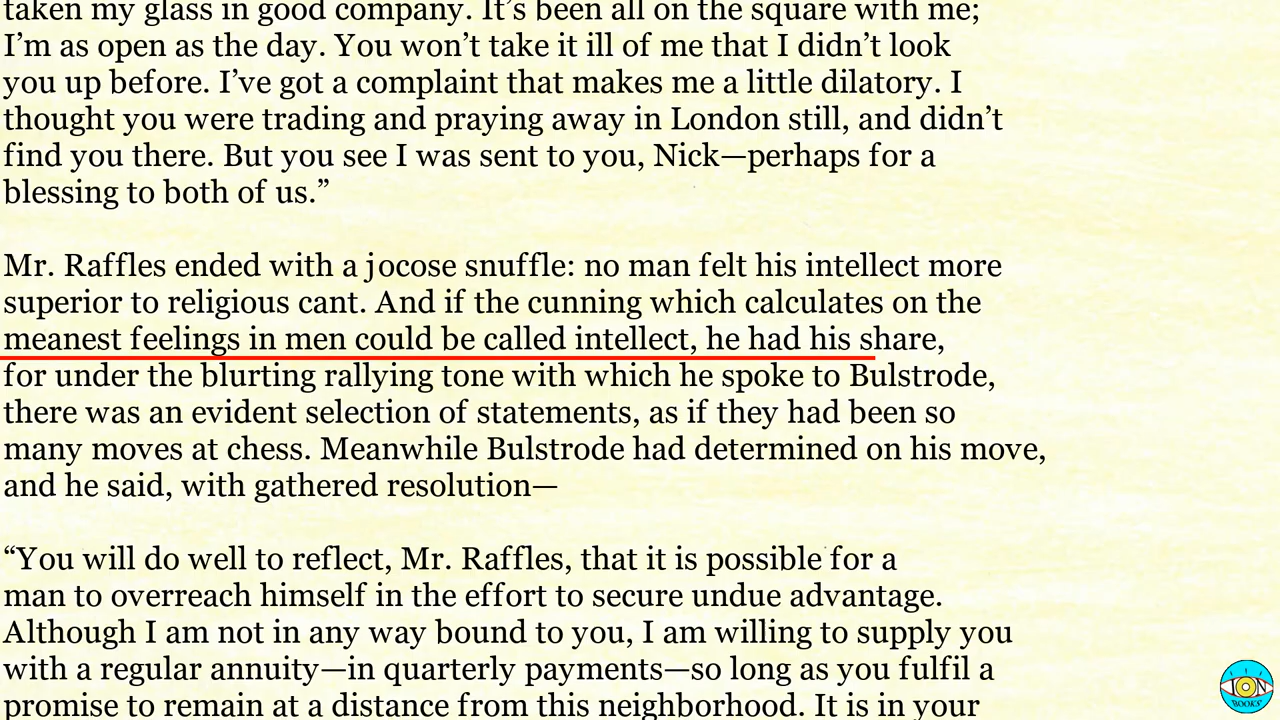 taken my glass in good company. It’s been all on the square with me;
I’m as open as the day. You won’t take it ill of me that I didn’t look
you up before. I’ve got a complaint that makes me a little dilatory. I
thought you were trading and praying away in London still, and didn’t
find you there. But you see I was sent to you, Nick—perhaps for a
blessing to both of us.”
Mr. Raffles ended with a jocose snuffle: no man felt his intellect more
superior to religious cant. And if the cunning which calculates on the
meanest feelings in men could be called intellect, he had his share,
for under the blurting rallying tone with which he spoke to Bulstrode,
there was an evident selection of statements, as if they had been so
many moves at chess. Meanwhile Bulstrode had determined on his move,
and he said, with gathered resolution—
“You will do well to reflect, Mr. Raffles, that it is possible for a
man to overreach himself in the effort to secure undue advantage.
Although I am not in any way bound to you, I am willing to supply you
with a regular annuity—in quarterly payments—so long as you fulfil a
promise to remain at a distance from this neighborhood. It is in your
ION
BOOKS